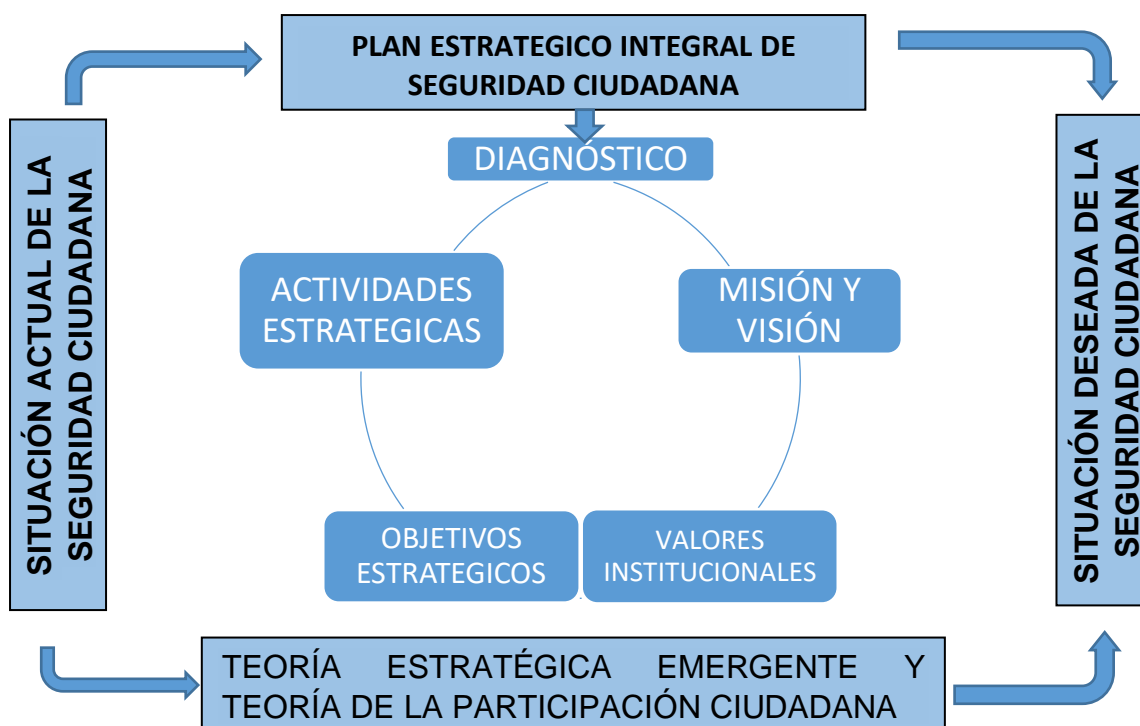 PLAN ESTRATEGICO INTEGRAL DE
SEGURIDAD CIUDADANA
SITUACIÓN ACTUAL DE LA
SEGURIDAD CIUDADANA
DIAGNÓSTICO
ACTIVIDADES
ESTRATEGICAS
MISIÓN Y
VISIÓN
OBJETIVOS
ESTRATEGICOS
VALORES
INSTITUCIONALES
SITUACIÓN DESEADA DE LA
SEGURIDAD CIUDADANA
TEORÍA ESTRATÉGICA EMERGENTE Y
TEORÍA DE LA PARTICIPACIÓN CIUDADANA